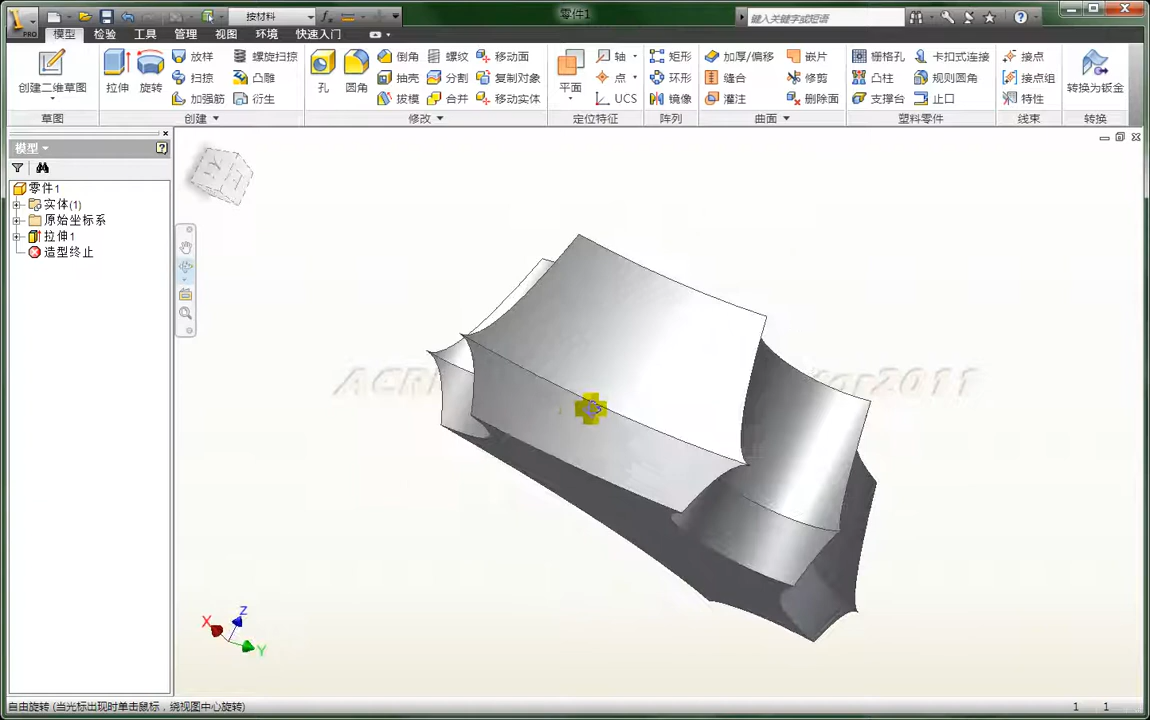 PRO
按材料
零件1
键入关键字或短语
模型 检验 工具 管理 视图 环境 快速入门
创建二维草图
拉伸
旋转
放样
扫掠
加强筋
螺旋扫掠
凸雕
衍生
孔
圆角
倒角
抽壳
拔模
螺纹
分割
合并
移动面
复制对象
移动实体
平面
轴
点
UCS
矩形
环形
镜像
加厚/偏移
缝合
灌注
嵌片
修剪
删除面
栅格孔
凸柱
支撑台
卡扣式连接
规则圆角
止口
接点
接点组
特性
转换为钣金
草图 创建 修改 定位特征 阵列 曲面 塑料零件 线束 转换
模型
零件1
实体(1)
原始坐标系
拉伸1
造型终止
Z
X
Y
自由旋转 (当光标出现时单击鼠标，绕视图中心旋转)
1 1